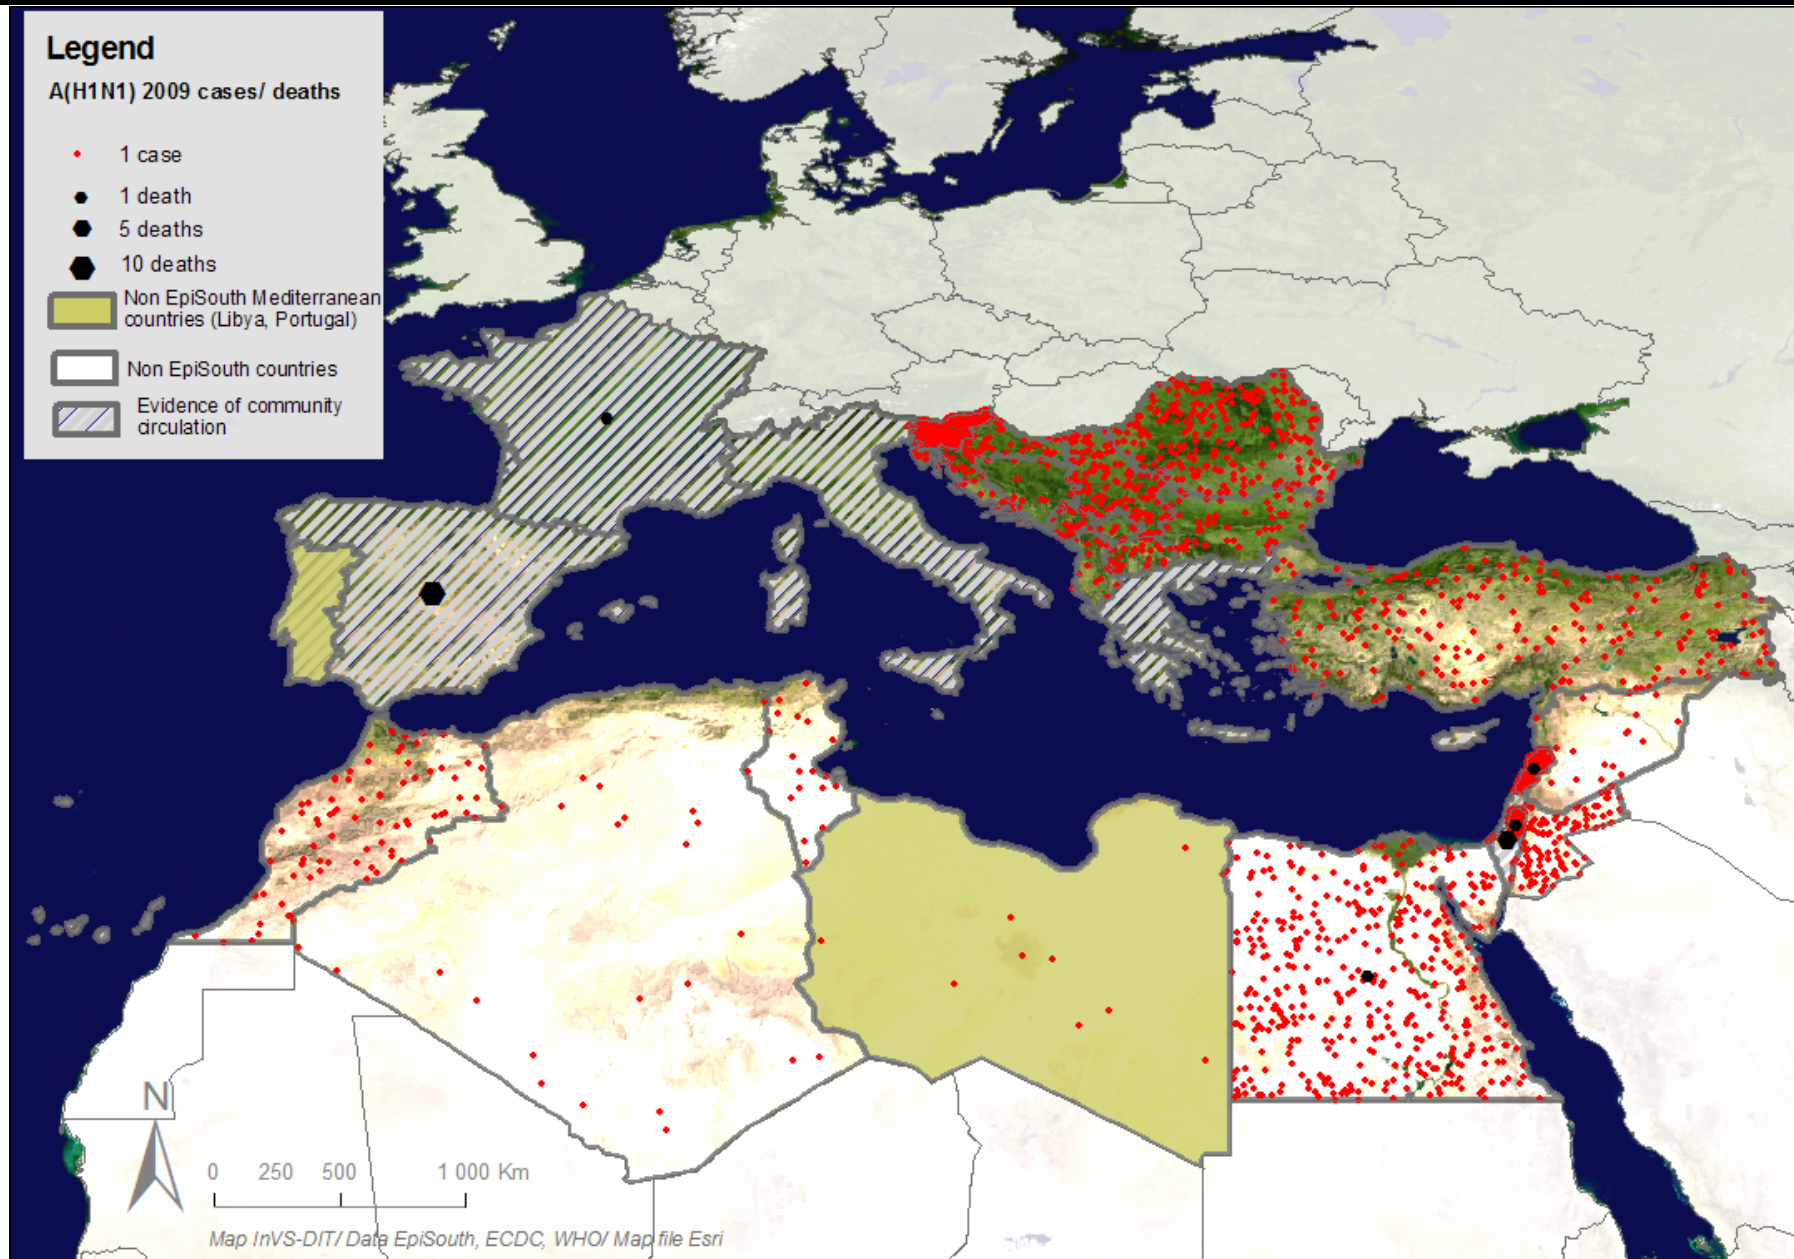 Legend
A(H1N1) 2009 cases/ deaths
1 case
1 death
5 deaths
10 deaths
Non EpiSouth Mediterranean
countries (Libya, Portugal)
Non EpiSouth countries
Evidence of community
circulation
N
0 250 500 1 000 Km
Map InVS-DIT/ Data EpiSouth, ECDC, WHO/ Map file Esri